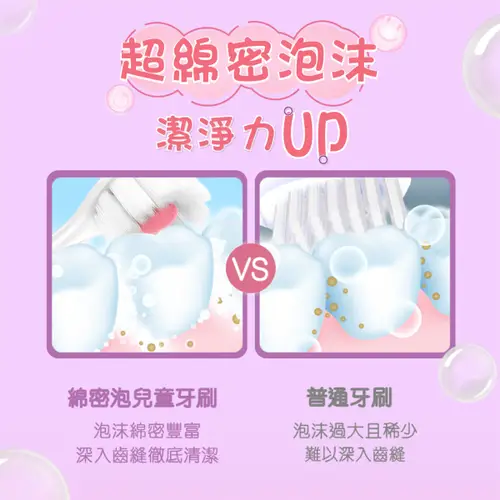 超綿密泡沫
潔淨力UP
VS
綿密泡兒童牙刷
泡沫綿密豐富
深入齒縫徹底清潔
普通牙刷
泡沫過大且稀少
難以深入齒縫